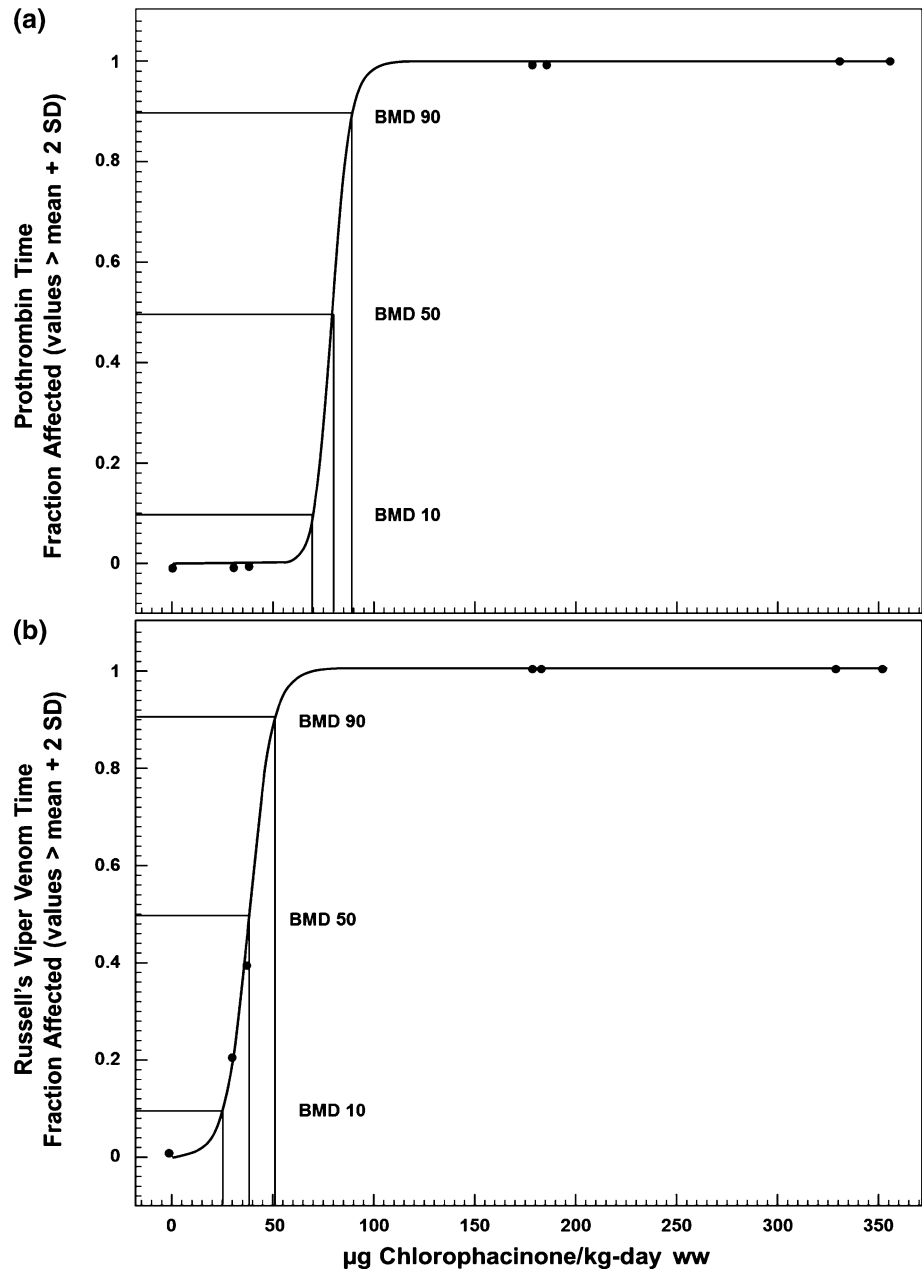 (a)
Prothrombin Time
Fraction Affected (values > mean + 2 SD)
1
0.8
0.6
0.4
0.2
0
BMD 90
BMD 50
BMD 10
(b)
Russell's Viper Venom Time
Fraction Affected (values > mean + 2 SD)
1
0.8
0.6
0.4
0.2
0
BMD 90
BMD 50
BMD 10
0 50 100 150 200 250 300 350
μg Chlorophacinone/kg-day ww